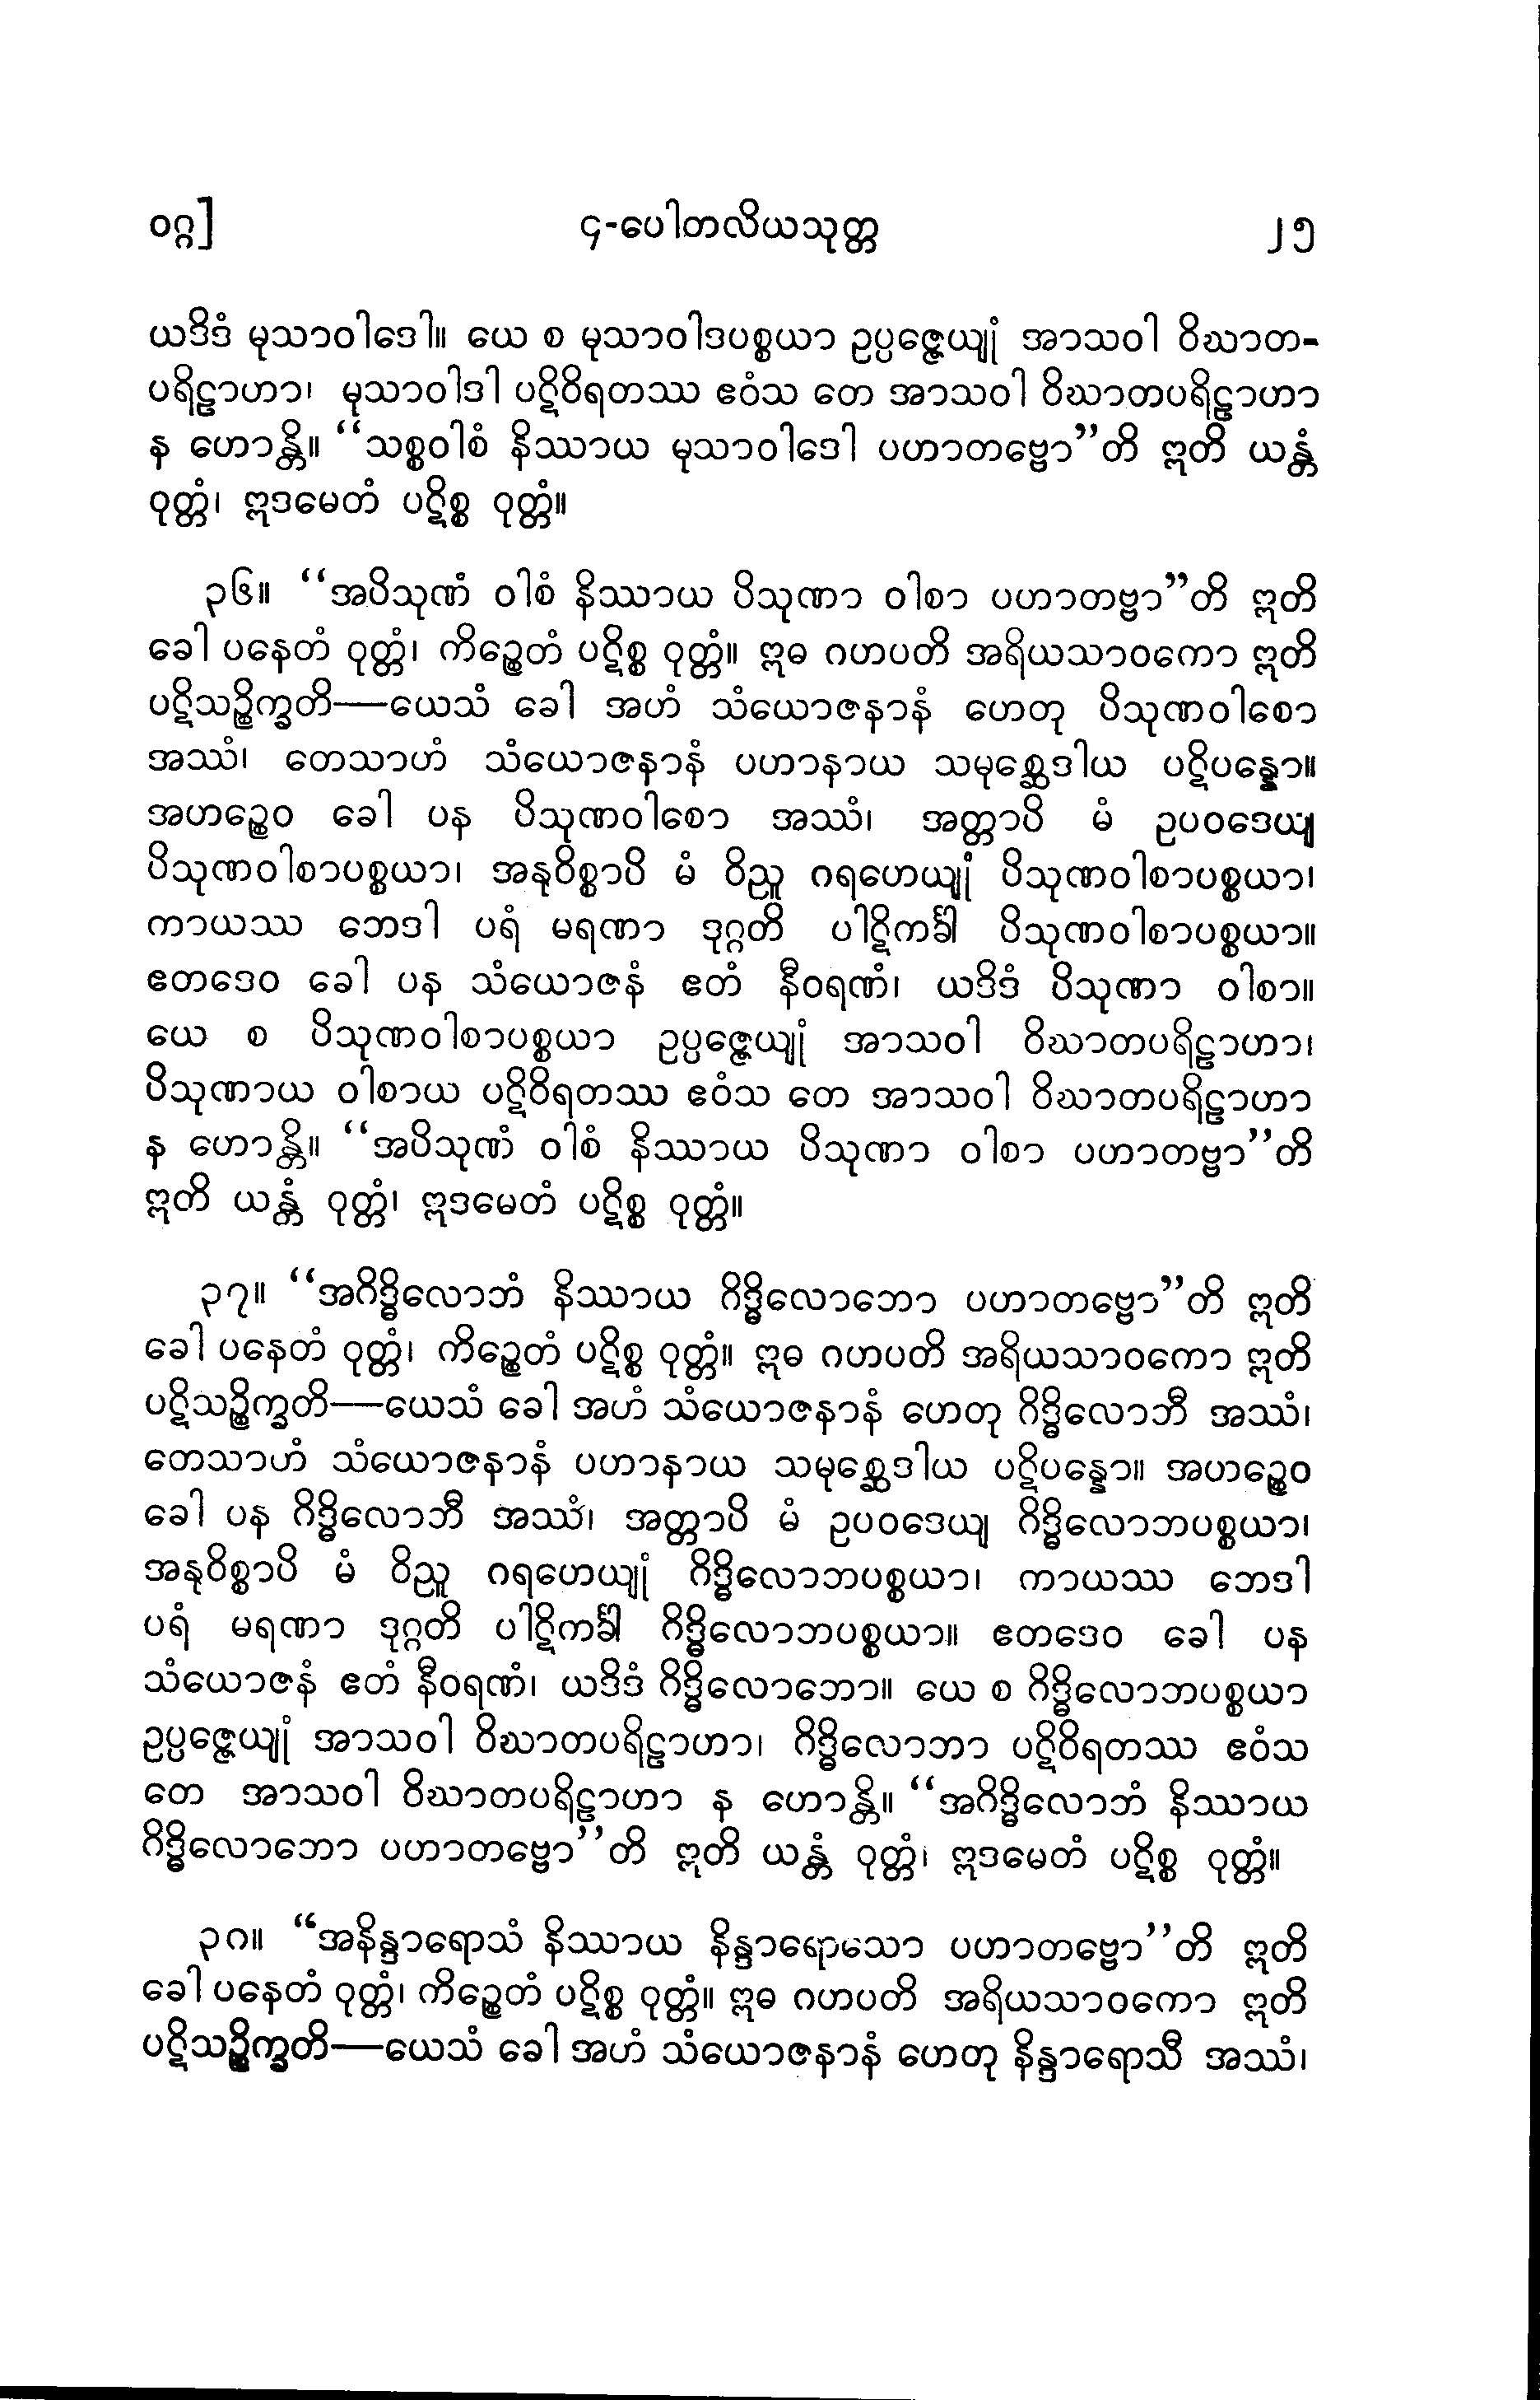 ဝဂ္ဂ] ၄-ပေါတလိယသုတ္တ ၂၅
ယဒိဒံ မုသာဝါဒေါ။ ယေ စ မုသာဝါဒပစ္စယာ ဥပ္ပဇ္ဇေယျုံ အာသဝါ ဝိဃာတ-
ပရိဠာဟာ၊ မုသာဝါဒါ ပဋိဝိရတဿ ဧဝံသ တေ အာသဝါ ဝိဃာတပရိဠာဟာ
န ဟောန္တိ။ “သစ္စဝါစံ နိဿာယ မုသာဝါဒေါ ပဟာတဗ္ဗော”တိ ဣတိ ယန္တံ
ဝုတ္တံ၊ ဣဒမေတံ ပဋိစ္စ ဝုတ္တံ။
၃၆။ “အပိသုဏံ ဝါစံ နိဿာယ ပိသုဏာ ဝါစာ ပဟာတဗ္ဗာ”တိ ဣတိ
ခေါ ပနေတံ ဝုတ္တံ၊ ကိဉ္စေတံ ပဋိစ္စ ဝုတ္တံ။ ဣဓ ဂဟပတိ အရိယသာဝကော ဣတိ
ပဋိသဉ္စိက္ခတိ—ယေသံ ခေါ အဟံ သံယောဇနာနံ ဟေတု ပိသုဏဝါစော
အဿံ၊ တေသာဟံ သံယောဇနာနံ ပဟာနာယ သမုစ္ဆေဒါယ ပဋိပန္နော။
အဟဉ္စေဝ ခေါ ပန ပိသုဏဝါစော အဿံ၊ အတ္တာပိ မံ ဥပဝဒေယျ
ပိသုဏဝါစာပစ္စယာ၊ အနုဝိစ္စာပိ မံ ဝိညူ ဂရဟေယျုံ ပိသုဏဝါစာပစ္စယာ၊
ကာယဿ ဘေဒါ ပရံ မရဏာ ဒုဂ္ဂတိ ပါဋိကင်္ခါ ပိသုဏဝါစာပစ္စယာ။
ဧတဒေဝ ခေါ ပန သံယောဇနံ ဧတံ နီဝရဏံ၊ ယဒိဒံ ပိသုဏာ ဝါစာ။
ယေ စ ပိသုဏဝါစာပစ္စယာ ဥပ္ပဇ္ဇေယျုံ အာသဝါ ဝိဃာတပရိဠာဟာ၊
ပိသုဏာယ ဝါစာယ ပဋိဝိရတဿ ဧဝံသ တေ အာသဝါ ဝိဃာတပရိဠာဟာ
န ဟောန္တိ။ “အပိသုဏံ ဝါစံ နိဿာယ ပိသုဏာ ဝါစာ ပဟာတဗ္ဗာ”တိ
ဣတိ ယန္တံ ဝုတ္တံ၊ ဣဒမေတံ ပဋိစ္စ ဝုတ္တံ။
၃၇။ “အဂိဒ္ဓိလောဘံ နိဿာယ ဂိဒ္ဓိလောဘော ပဟာတဗ္ဗော”တိ ဣတိ
ခေါ ပနေတံ ဝုတ္တံ၊ ကိဉ္စေတံ ပဋိစ္စ ဝုတ္တံ။ ဣဓ ဂဟပတိ အရိယသာဝကော ဣတိ
ပဋိသဉ္စိက္ခတိ—ယေသံ ခေါ အဟံ သံယောဇနာနံ ဟေတု ဂိဒ္ဓိလောဘီ အဿံ၊
တေသာဟံ သံယောဇနာနံ ပဟာနာယ သမုစ္ဆေဒါယ ပဋိပန္နော။ အဟဉ္စေဝ
ခေါ ပန ဂိဒ္ဓိလောဘီ အဿံ၊ အတ္တာပိ မံ ဥပဝဒေယျ ဂိဒ္ဓိလောဘပစ္စယာ၊
အနုဝိစ္စာပိ မံ ဝိညူ ဂရဟေယျုံ ဂိဒ္ဓိလောဘပစ္စယာ၊ ကာယဿ ဘေဒါ
ပရံ မရဏာ ဒုဂ္ဂတိ ပါဋိကင်္ခါ ဂိဒ္ဓိလောဘပစ္စယာ။ ဧတဒေဝ ခေါ ပန
သံယောဇနံ ဧတံ နီဝရဏံ၊ ယဒိဒံ ဂိဒ္ဓိလောဘော။ ယေ စ ဂိဒ္ဓိလောဘပစ္စယာ
ဥပ္ပဇ္ဇေယျုံ အာသဝါ ဝိဃာတပရိဠာဟာ၊ ဂိဒ္ဓိလောဘာ ပဋိဝိရတဿ ဧဝံသ
တေ အာသဝါ ဝိဃာတပရိဠာဟာ န ဟောန္တိ။ “အဂိဒ္ဓိလောဘံ နိဿာယ
ဂိဒ္ဓိလောဘော ပဟာတဗ္ဗော”တိ ဣတိ ယန္တံ ဝုတ္တံ၊ ဣဒမေတံ ပဋိစ္စ ဝုတ္တံ။
၃၈။ “အနိန္ဒာရောသံ နိဿာယ နိန္ဒာရောသော ပဟာတဗ္ဗော”တိ ဣတိ
ခေါ ပနေတံ ဝုတ္တံ၊ ကိဉ္စေတံ ပဋိစ္စ ဝုတ္တံ။ ဣဓ ဂဟပတိ အရိယသာဝကော ဣတိ
ပဋိသဉ္စိက္ခတိ—ယေသံ ခေါ အဟံ သံယောဇနာနံ ဟေတု နိန္ဒာရောသီ အဿံ၊